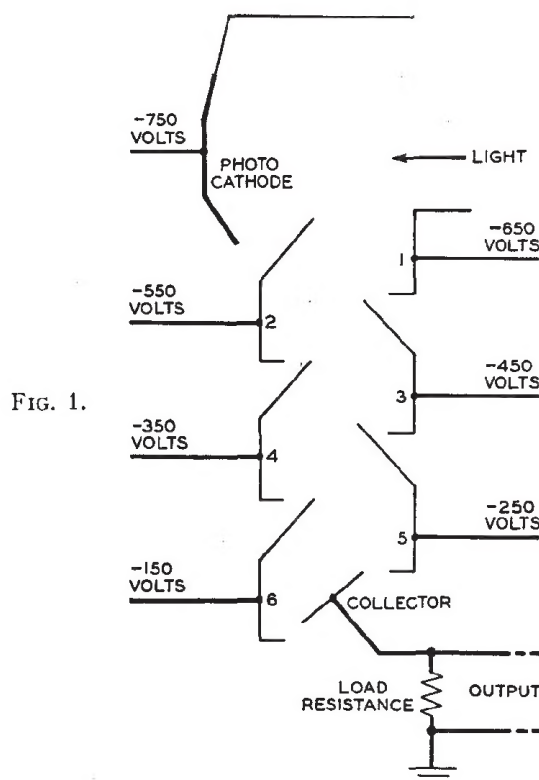 -750
VOLTS
PHOTO
CATHODE
LIGHT
-650
VOLTS
1
-550
VOLTS
2
-450
VOLTS
3
FIG. 1.
-350
VOLTS
4
-250
VOLTS
5
-150
VOLTS
6
COLLECTOR
LOAD
RESISTANCE
OUTPUT